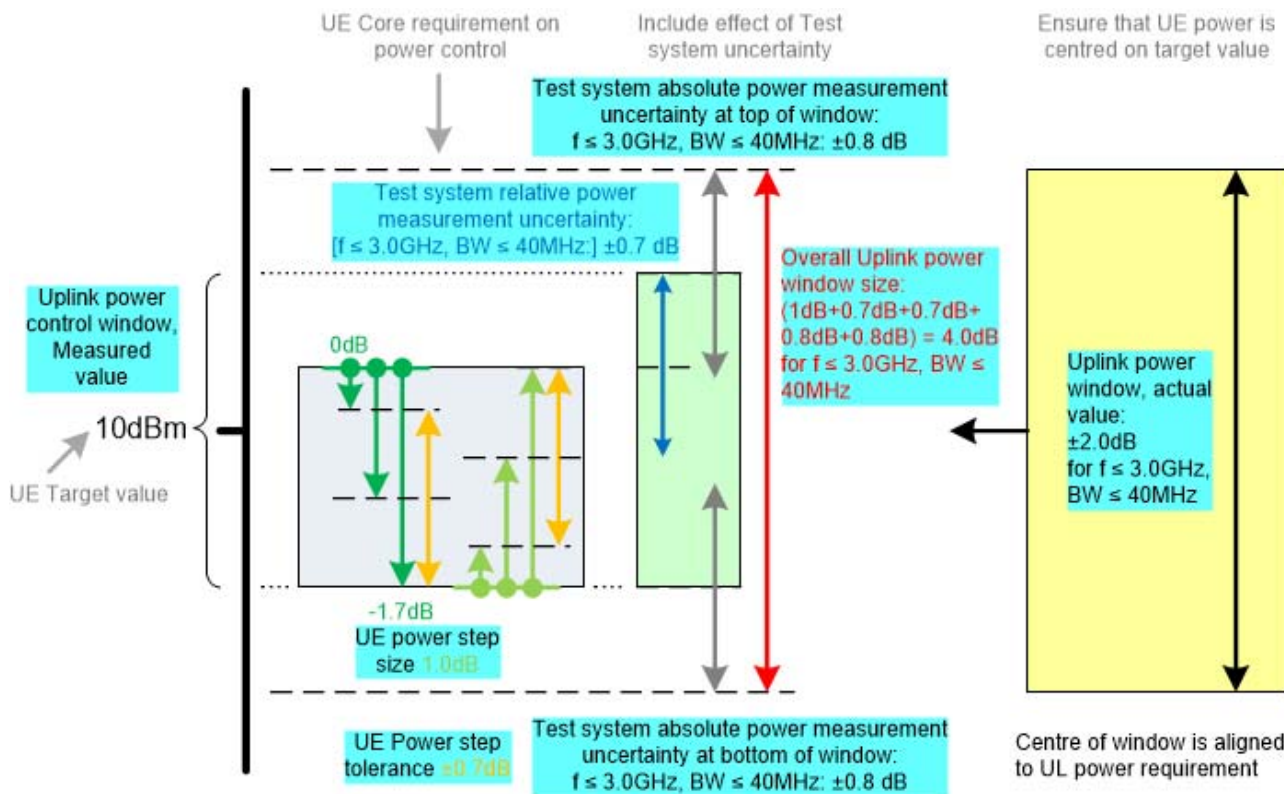 UE Core requirement on
power control
Include effect of Test
system uncertainty
Ensure that UE power is
centred on target value
Test system absolute power measurement
uncertainty at top of window:
f ≤ 3.0GHz, BW ≤ 40MHz: ±0.8 dB
Test system relative power
measurement uncertainty:
[f ≤ 3.0GHz, BW ≤ 40MHz:] ±0.7 dB
Uplink power
control window,
Measured
value
10dBm
UE Target value
0dB
-1.7dB
UE power step
size 1.0dB
UE Power step
tolerance ±0.7dB
Overall Uplink power
window size:
(1dB+0.7dB+0.7dB+
0.8dB+0.8dB) = 4.0dB
for f ≤ 3.0GHz, BW ≤
40MHz
Uplink power
window, actual
value:
±2.0dB
for f ≤ 3.0GHz,
BW ≤ 40MHz
Test system absolute power measurement
uncertainty at bottom of window:
f ≤ 3.0GHz, BW ≤ 40MHz: ±0.8 dB
Centre of window is aligned
to UL power requirement